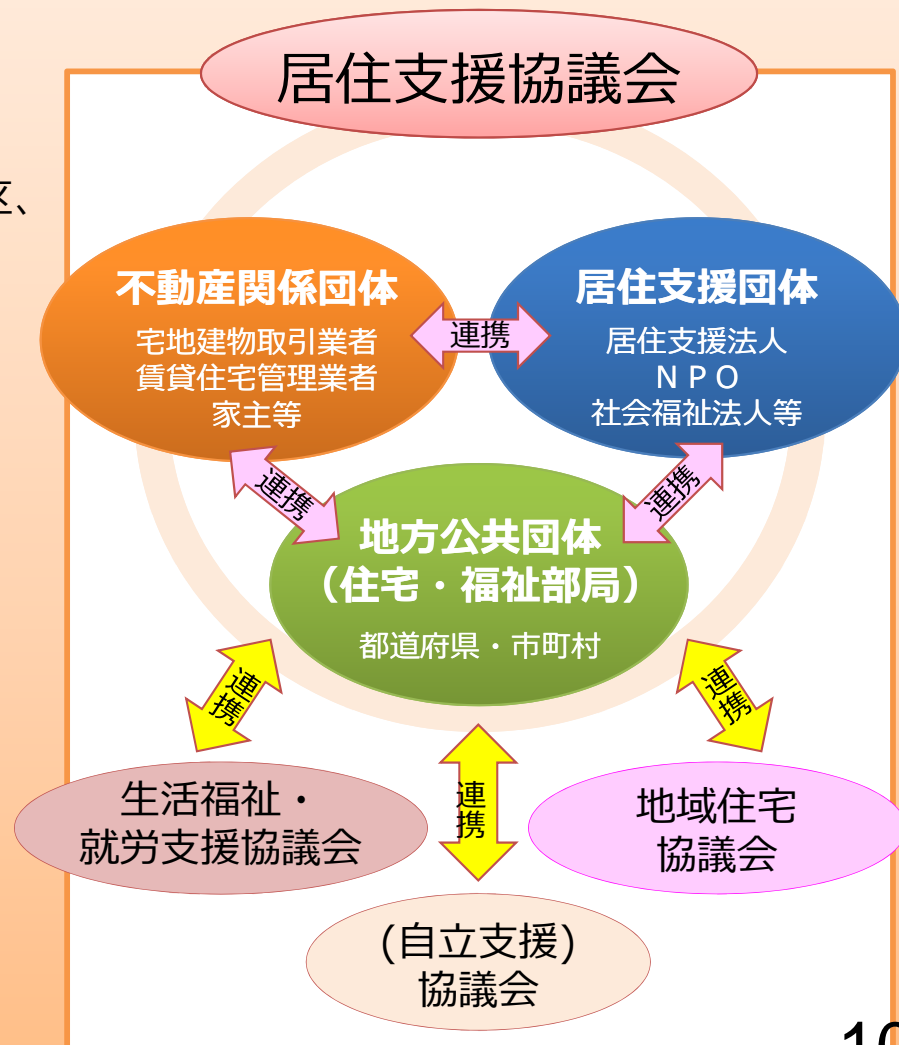 居住支援協議会
区、
不動産関係団体
宅地建物取引業者
賃貸住宅管理業者
家主等
連携
居住支援団体
居住支援法人
ＮＰＯ
社会福祉法人等
連携
連携
地方公共団体
（住宅・福祉部局）
都道府県・市町村
連携
連携
連携
生活福祉・
就労支援協議会
地域住宅
協議会
(自立支援)
協議会
10